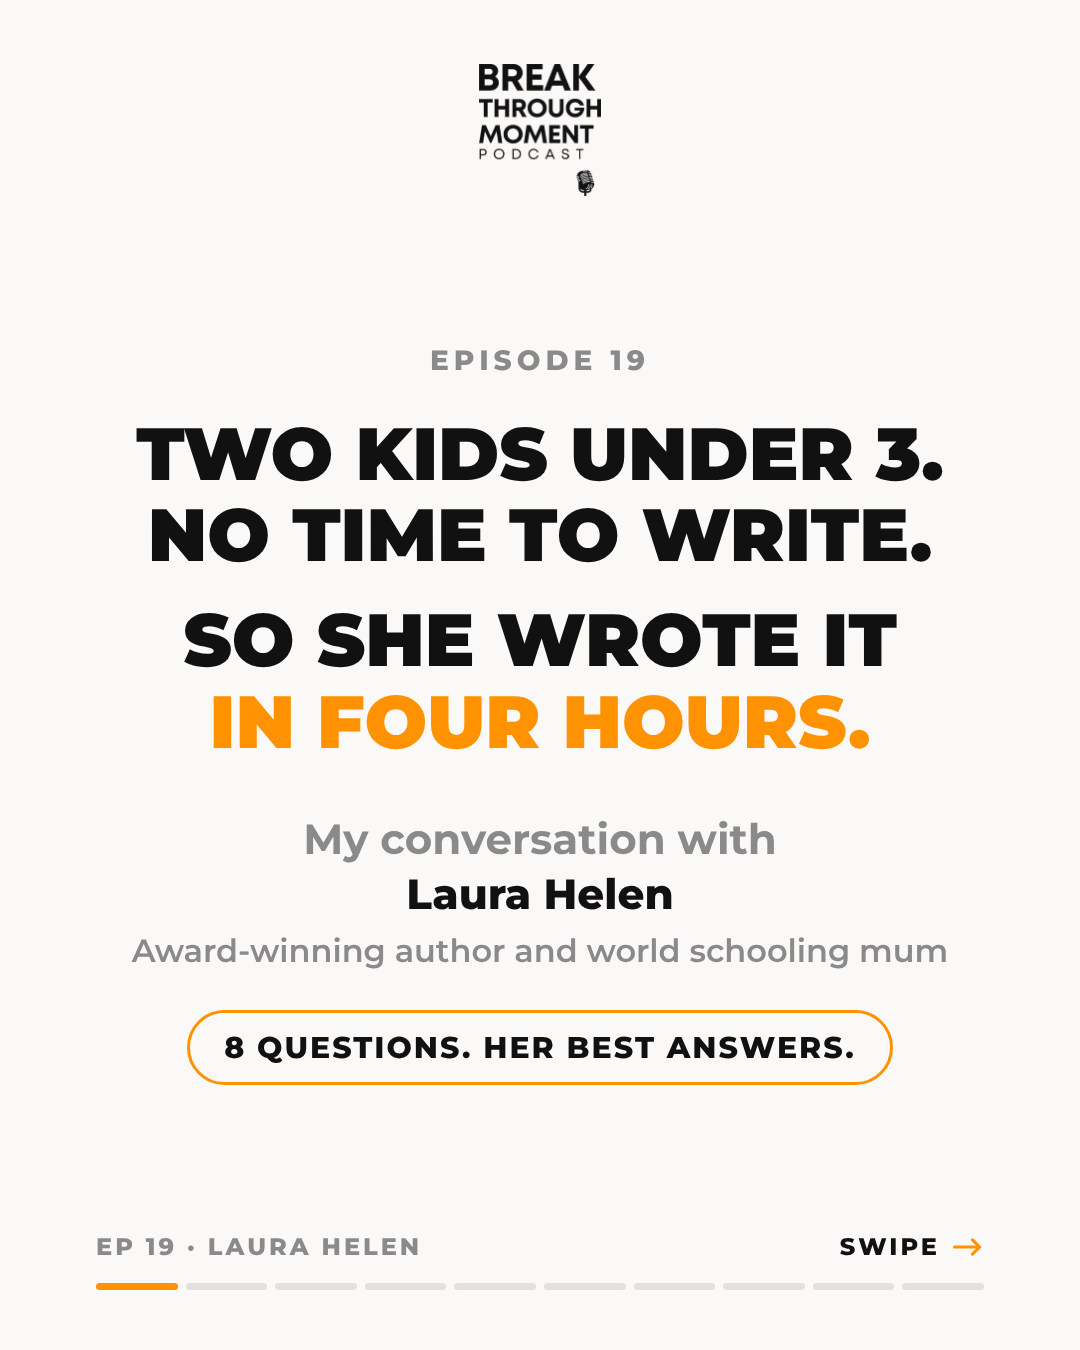 BREAK
THROUGH
MOMENT
PODCAST
EPISODE 19
TWO KIDS UNDER 3.
NO TIME TO WRITE.
SO SHE WROTE IT
IN FOUR HOURS.
My conversation with
Laura Helen
Award-winning author and world schooling mum
8 QUESTIONS. HER BEST ANSWERS.
EP 19 · LAURA HELEN
SWIPE →